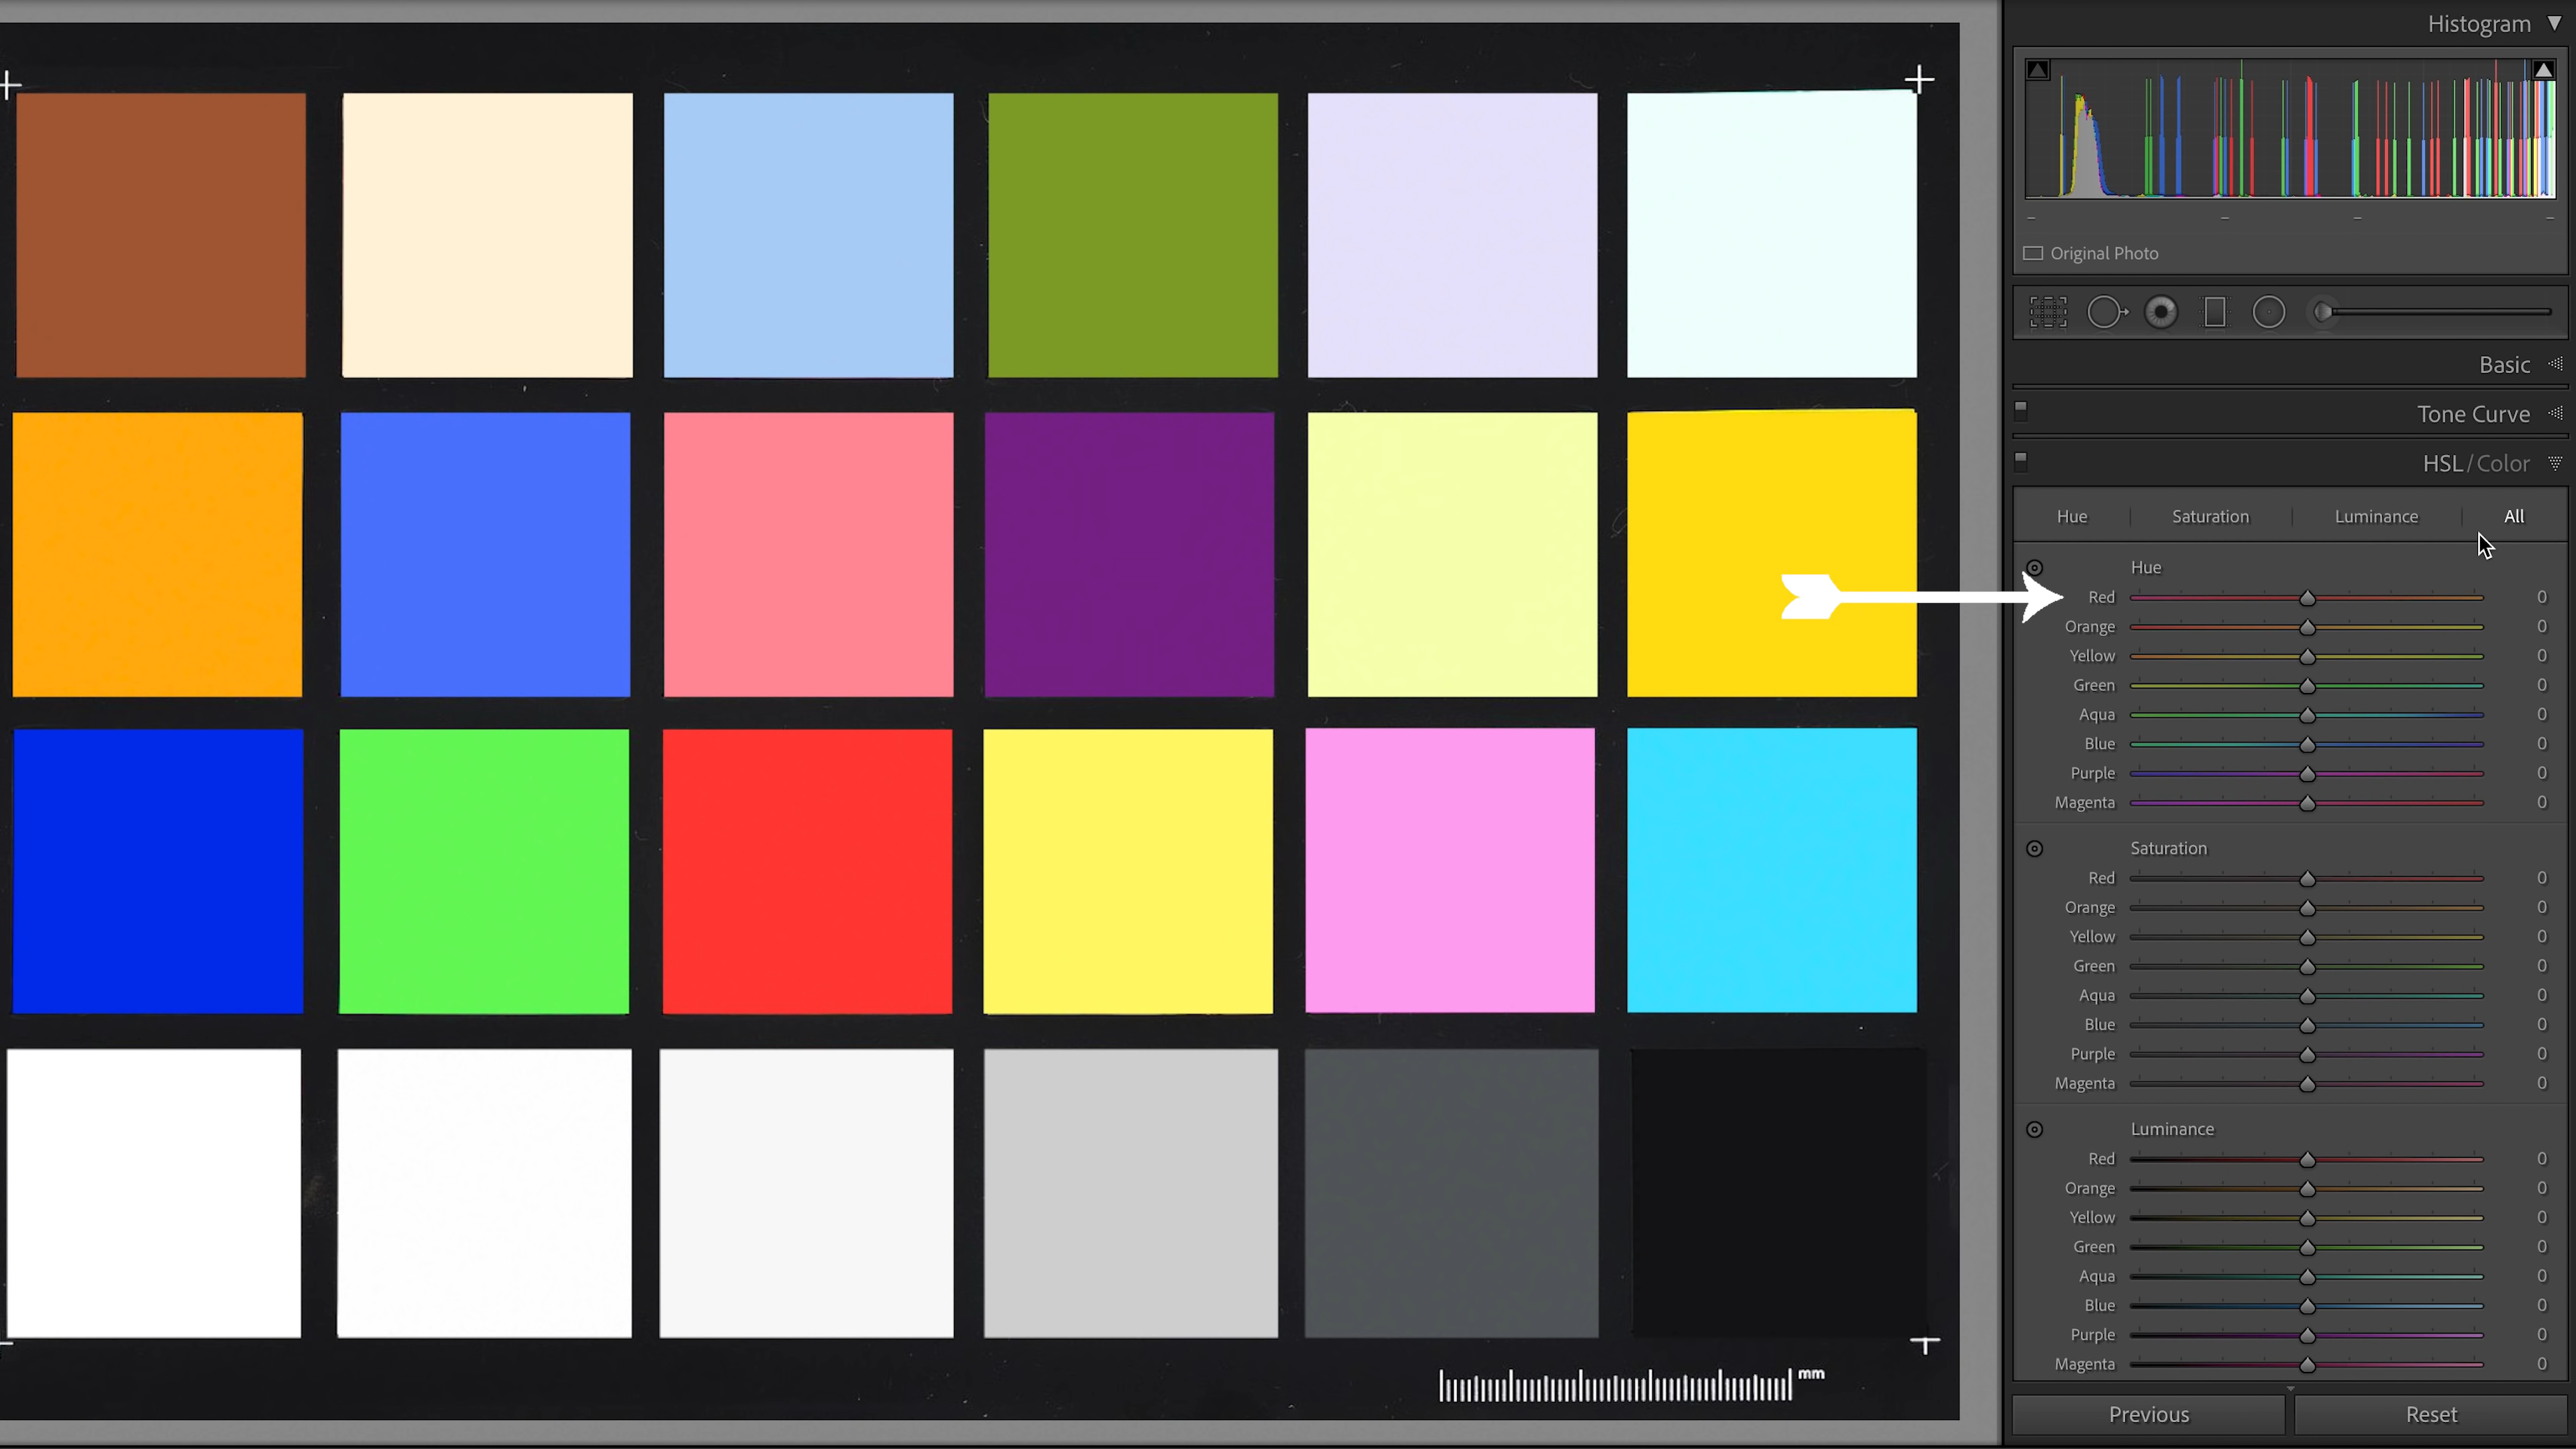 Histogram
Original Photo
Basic
Tone Curve
HSL / Color
Hue Saturation Luminance All
Hue
Red 0
Orange 0
Yellow 0
Green 0
Aqua 0
Blue 0
Purple 0
Magenta 0
Saturation
Red 0
Orange 0
Yellow 0
Green 0
Aqua 0
Blue 0
Purple 0
Magenta 0
Luminance
Red 0
Orange 0
Yellow 0
Green 0
Aqua 0
Blue 0
Purple 0
Magenta 0
mm
Previous Reset